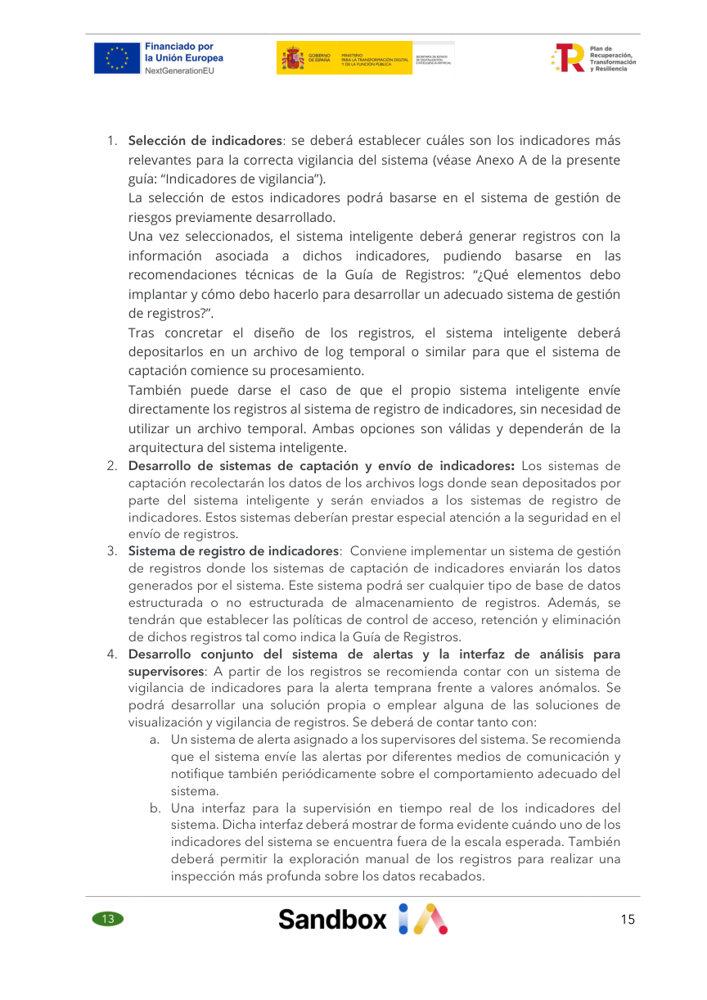 Financiado por
la Unión Europea
NextGenerationEU
GOBIERNO
DE ESPAÑA
MINISTERIO
PARA LA TRANSFORMACIÓN DIGITAL
Y DE LA FUNCIÓN PÚBLICA
SECRETARÍA DE ESTADO
DE DIGITALIZACIÓN
E INTELIGENCIA ARTIFICIAL
Plan de
Recuperación,
Transformación
y Resiliencia
1. Selección de indicadores: se deberá establecer cuáles son los indicadores más
relevantes para la correcta vigilancia del sistema (véase Anexo A de la presente
guía: “Indicadores de vigilancia”).
La selección de estos indicadores podrá basarse en el sistema de gestión de
riesgos previamente desarrollado.
Una vez seleccionados, el sistema inteligente deberá generar registros con la
información asociada a dichos indicadores, pudiendo basarse en las
recomendaciones técnicas de la Guía de Registros: “¿Qué elementos debo
implantar y cómo debo hacerlo para desarrollar un adecuado sistema de gestión
de registros?”.
Tras concretar el diseño de los registros, el sistema inteligente deberá
depositarlos en un archivo de log temporal o similar para que el sistema de
captación comience su procesamiento.
También puede darse el caso de que el propio sistema inteligente envíe
directamente los registros al sistema de registro de indicadores, sin necesidad de
utilizar un archivo temporal. Ambas opciones son válidas y dependerán de la
arquitectura del sistema inteligente.
2. Desarrollo de sistemas de captación y envío de indicadores: Los sistemas de
captación recolectarán los datos de los archivos logs donde sean depositados por
parte del sistema inteligente y serán enviados a los sistemas de registro de
indicadores. Estos sistemas deberían prestar especial atención a la seguridad en el
envío de registros.
3. Sistema de registro de indicadores: Conviene implementar un sistema de gestión
de registros donde los sistemas de captación de indicadores enviarán los datos
generados por el sistema. Este sistema podrá ser cualquier tipo de base de datos
estructurada o no estructurada de almacenamiento de registros. Además, se
tendrán que establecer las políticas de control de acceso, retención y eliminación
de dichos registros tal como indica la Guía de Registros.
4. Desarrollo conjunto del sistema de alertas y la interfaz de análisis para
supervisores: A partir de los registros se recomienda contar con un sistema de
vigilancia de indicadores para la alerta temprana frente a valores anómalos. Se
podrá desarrollar una solución propia o emplear alguna de las soluciones de
visualización y vigilancia de registros. Se deberá de contar tanto con:
a. Un sistema de alerta asignado a los supervisores del sistema. Se recomienda
que el sistema envíe las alertas por diferentes medios de comunicación y
notifique también periódicamente sobre el comportamiento adecuado del
sistema.
b. Una interfaz para la supervisión en tiempo real de los indicadores del
sistema. Dicha interfaz deberá mostrar de forma evidente cuándo uno de los
indicadores del sistema se encuentra fuera de la escala esperada. También
deberá permitir la exploración manual de los registros para realizar una
inspección más profunda sobre los datos recabados.
13
Sandbox IA
15